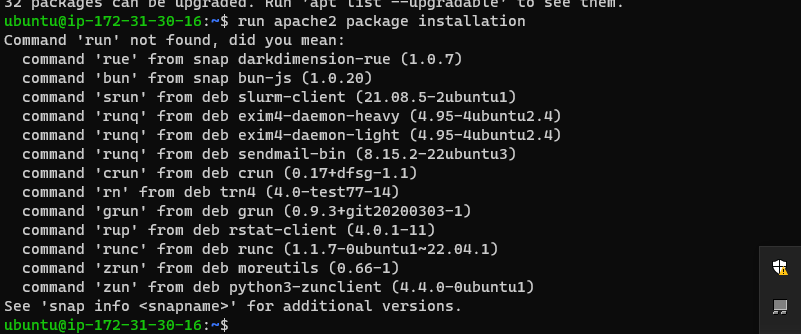 32 packages can be upgraded. Run 'apt list --upgradable' to see them.
ubuntu@ip-172-31-30-16:~$ run apache2 package installation
Command 'run' not found, did you mean:
  command 'rue' from snap darkdimension-rue (1.0.7)
  command 'bun' from snap bun-js (1.0.20)
  command 'srun' from deb slurm-client (21.08.5-2ubuntu1)
  command 'runq' from deb exim4-daemon-heavy (4.95-4ubuntu2.4)
  command 'runq' from deb exim4-daemon-light (4.95-4ubuntu2.4)
  command 'runq' from deb sendmail-bin (8.15.2-22ubuntu3)
  command 'crun' from deb crun (0.17+dfsg-1.1)
  command 'rn' from deb trn4 (4.0-test77-14)
  command 'grun' from deb grun (0.9.3+git20200303-1)
  command 'rup' from deb rstat-client (4.0.1-11)
  command 'runc' from deb runc (1.1.7-0ubuntu1~22.04.1)
  command 'zrun' from deb moreutils (0.66-1)
  command 'zun' from deb python3-zunclient (4.4.0-0ubuntu1)
See 'snap info <snapname>' for additional versions.
ubuntu@ip-172-31-30-16:~$